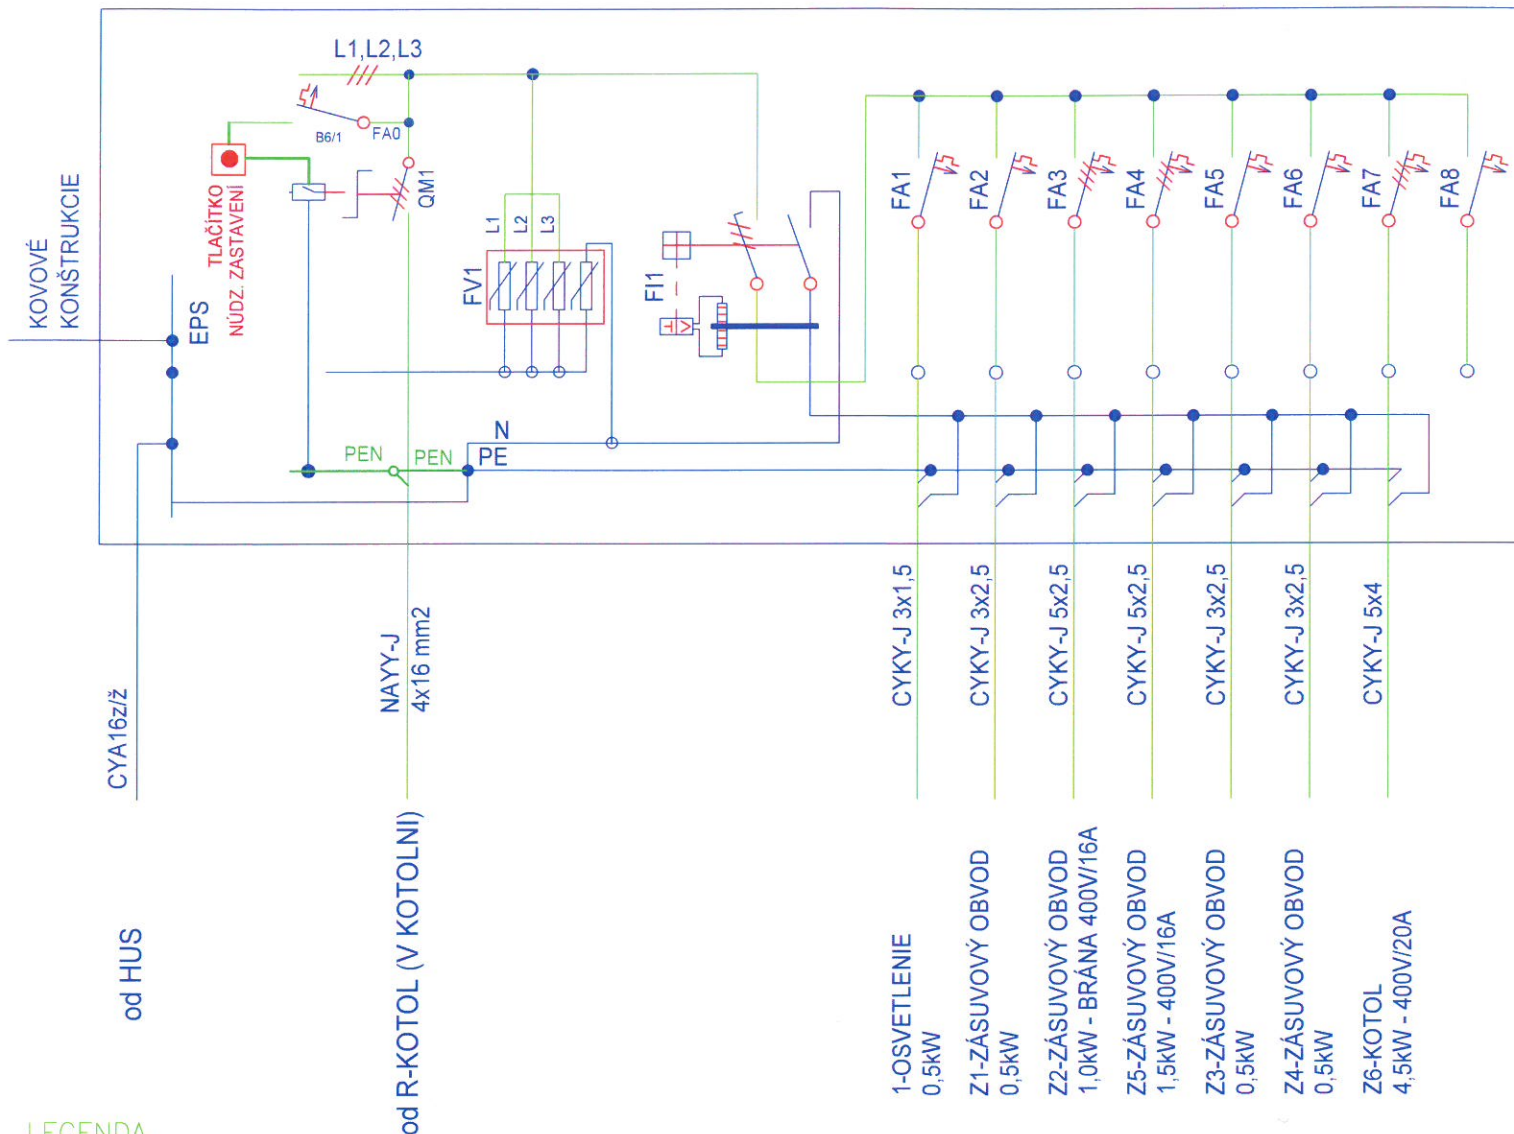 L1,L2,L3
B6/1
FA0
QM1
TLAČÍTKO
NÚDZ. ZASTAVENÍ
KOVOVÉ
KONŠTRUKCIE
EPS
L1
L2
L3
FV1
FI1
FA1
FA2
FA3
FA4
FA5
FA6
FA7
FA8
PEN
PEN
N
PE
CYA16z/ž
NAYY-J
4x16 mm2
CYKY-J 3x1,5
CYKY-J 3x2,5
CYKY-J 5x2,5
CYKY-J 5x2,5
CYKY-J 3x2,5
CYKY-J 3x2,5
CYKY-J 5x4
od HUS
od R-KOTOL (V KOTOLNI)
1-OSVETLENIE
0,5kW
Z1-ZÁSUVOVÝ OBVOD
0,5kW
Z2-ZÁSUVOVÝ OBVOD
1,0kW - BRÁNA 400V/16A
Z5-ZÁSUVOVÝ OBVOD
1,5kW - 400V/16A
Z3-ZÁSUVOVÝ OBVOD
0,5kW
Z4-ZÁSUVOVÝ OBVOD
0,5kW
Z6-KOTOL
4,5kW - 400V/20A
LEGENDA